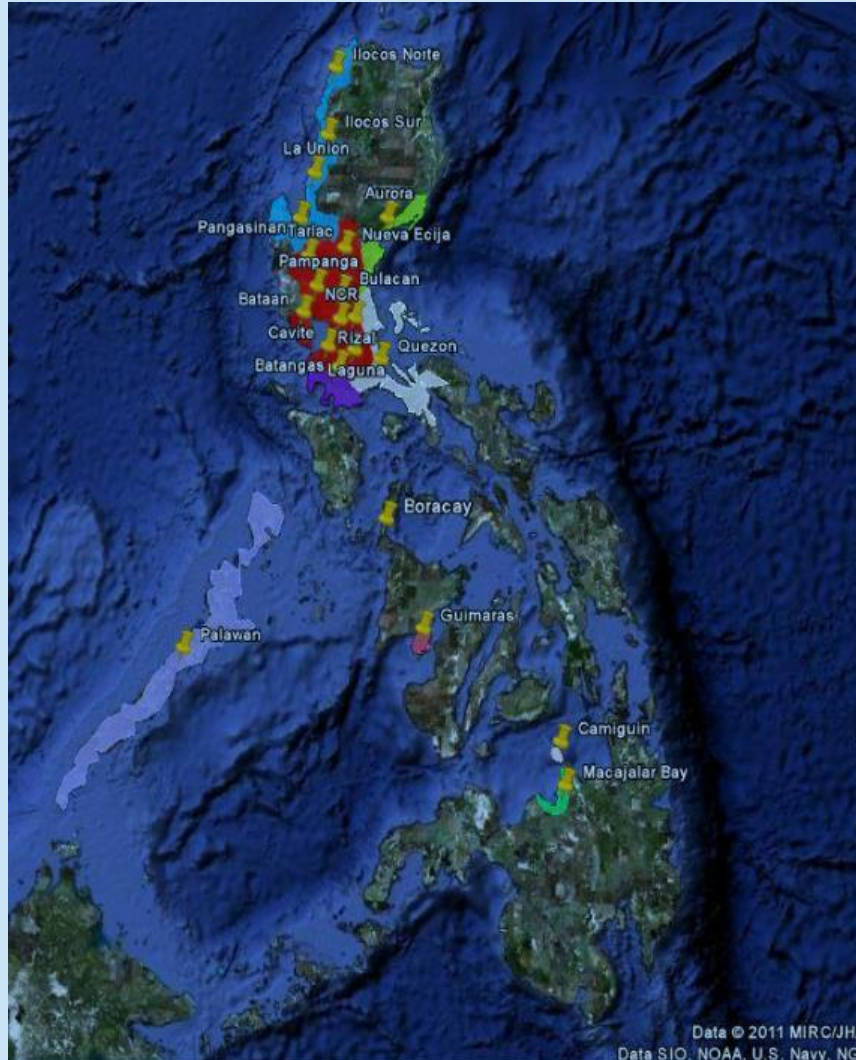 Ilocos Norte
Ilocos Sur
La Union
Aurora
Pangasinan
Tarlac
Nueva Ecija
Pampanga
Bulacan
Bataan
NCR
Cavite
Rizal
Quezon
Batangas
Laguna
Boracay
Guimaras
Palawan
Camiguin
Macajalar Bay
Data © 2011 MIRC/JH
Data SIO, NOAA, U.S. Navy, NG